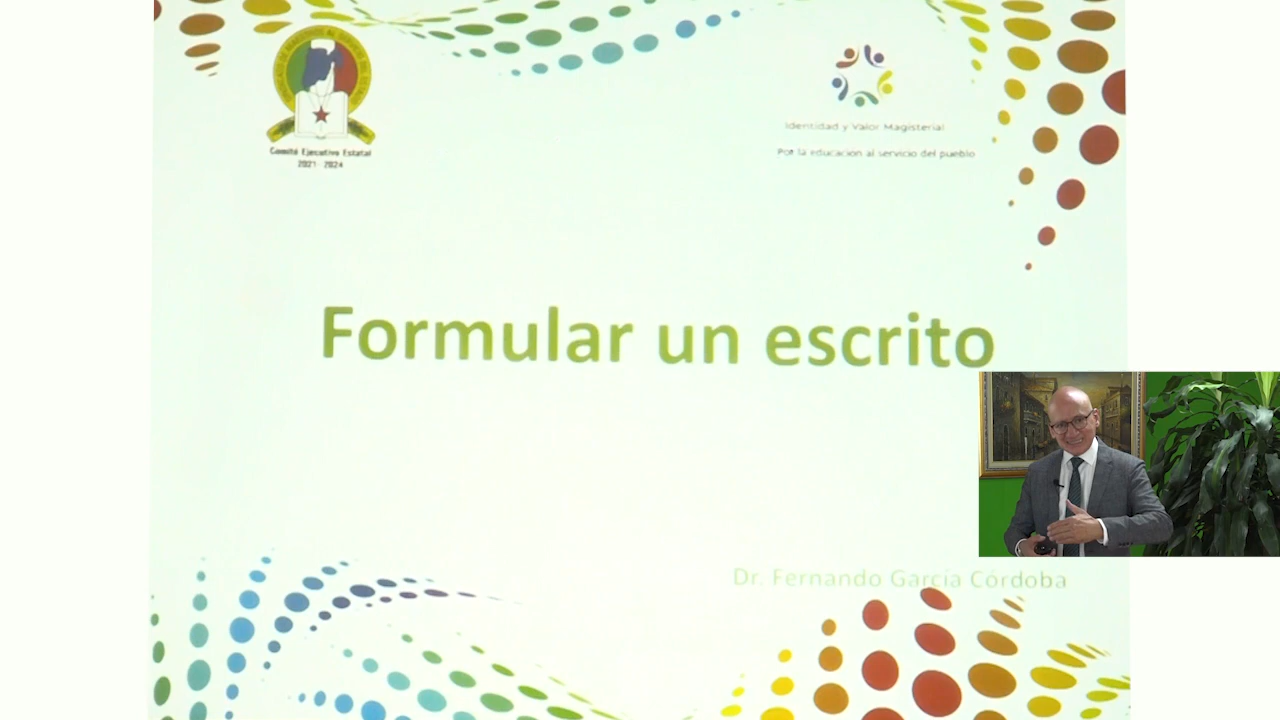 Comité Ejecutivo Estatal
2021- 2024
Identidad y Valor Magisterial
Por la educación al servicio del pueblo
Formular un escrito
Dr. Fernando García Córdoba